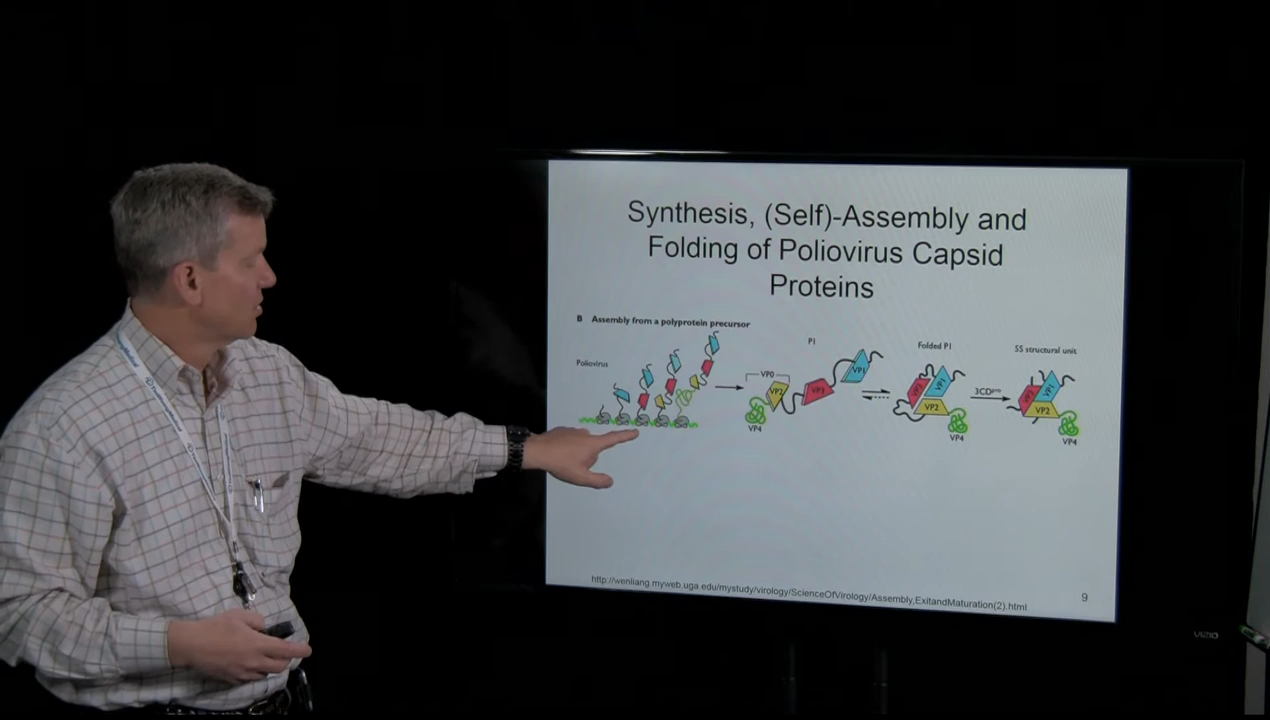 Synthesis, (Self)-Assembly and
Folding of Poliovirus Capsid
Proteins
B Assembly from a polyprotein precursor
Poliovirus
P1
VP0
VP2
VP3
VP1
VP4
Folded P1
VP3
VP1
VP2
VP4
3CDpro
5S structural unit
VP3
VP1
VP2
VP4
http://wenliang.myweb.uga.edu/mystudy/virology/ScienceOfVirology/Assembly,ExitandMaturation(2).html
9
VIZIO